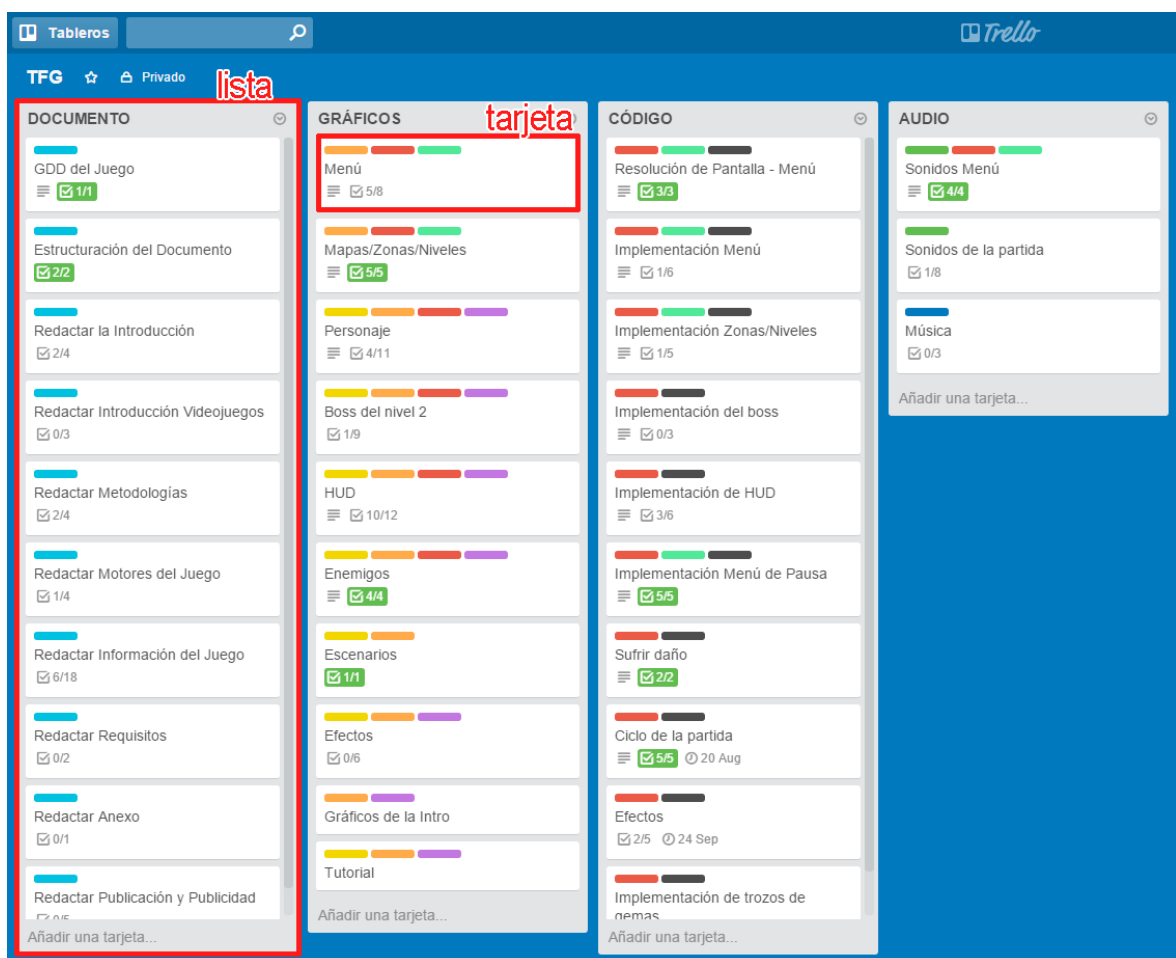 Tableros
Trello
TFG
Privado
lista
DOCUMENTO
GDD del Juego
1/1
Estructuración del Documento
2/2
Redactar la Introducción
2/4
Redactar Introducción Videojuegos
0/3
Redactar Metodologías
2/4
Redactar Motores del Juego
1/4
Redactar Información del Juego
6/18
Redactar Requisitos
0/2
Redactar Anexo
0/1
Redactar Publicación y Publicidad
0/5
Añadir una tarjeta...
GRÁFICOS
tarjeta
Menú
5/8
Mapas/Zonas/Niveles
5/5
Personaje
4/11
Boss del nivel 2
1/9
HUD
10/12
Enemigos
4/4
Escenarios
1/1
Efectos
0/6
Gráficos de la Intro
Tutorial
Añadir una tarjeta...
CÓDIGO
Resolución de Pantalla - Menú
3/3
Implementación Menú
1/6
Implementación Zonas/Niveles
1/5
Implementación del boss
0/3
Implementación de HUD
3/6
Implementación Menú de Pausa
5/5
Sufrir daño
2/2
Ciclo de la partida
5/5 20 Aug
Efectos
2/5 24 Sep
Implementación de trozos de
gemas
Añadir una tarjeta...
AUDIO
Sonidos Menú
4/4
Sonidos de la partida
1/8
Música
0/3
Añadir una tarjeta...